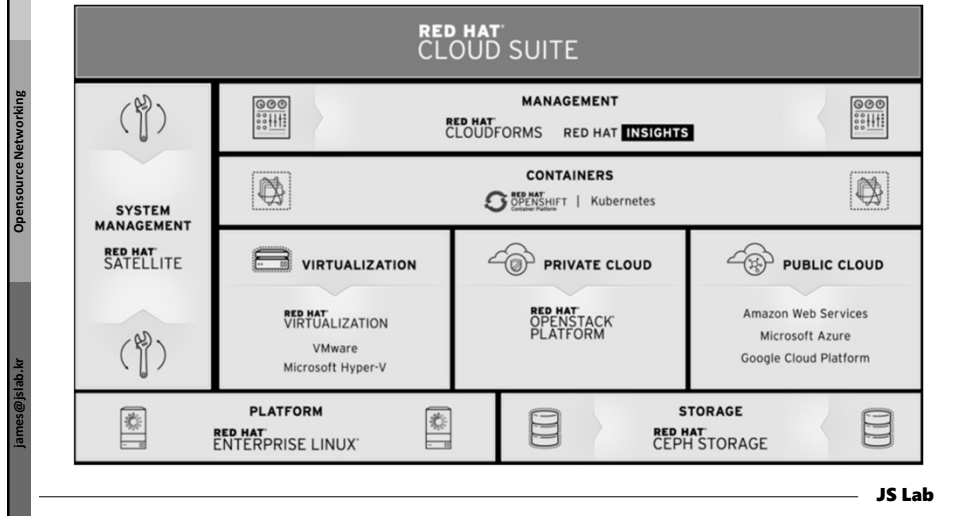 RED HAT®
CLOUD SUITE
Opensource Networking
james@jslab.kr
SYSTEM
MANAGEMENT
RED HAT®
SATELLITE
MANAGEMENT
RED HAT®
CLOUDFORMS
RED HAT INSIGHTS
CONTAINERS
RED HAT®
OPENSHIFT
Container Platform
| Kubernetes
VIRTUALIZATION
RED HAT®
VIRTUALIZATION
VMware
Microsoft Hyper-V
PRIVATE CLOUD
RED HAT®
OPENSTACK®
PLATFORM
PUBLIC CLOUD
Amazon Web Services
Microsoft Azure
Google Cloud Platform
PLATFORM
RED HAT®
ENTERPRISE LINUX®
STORAGE
RED HAT®
CEPH STORAGE
JS Lab